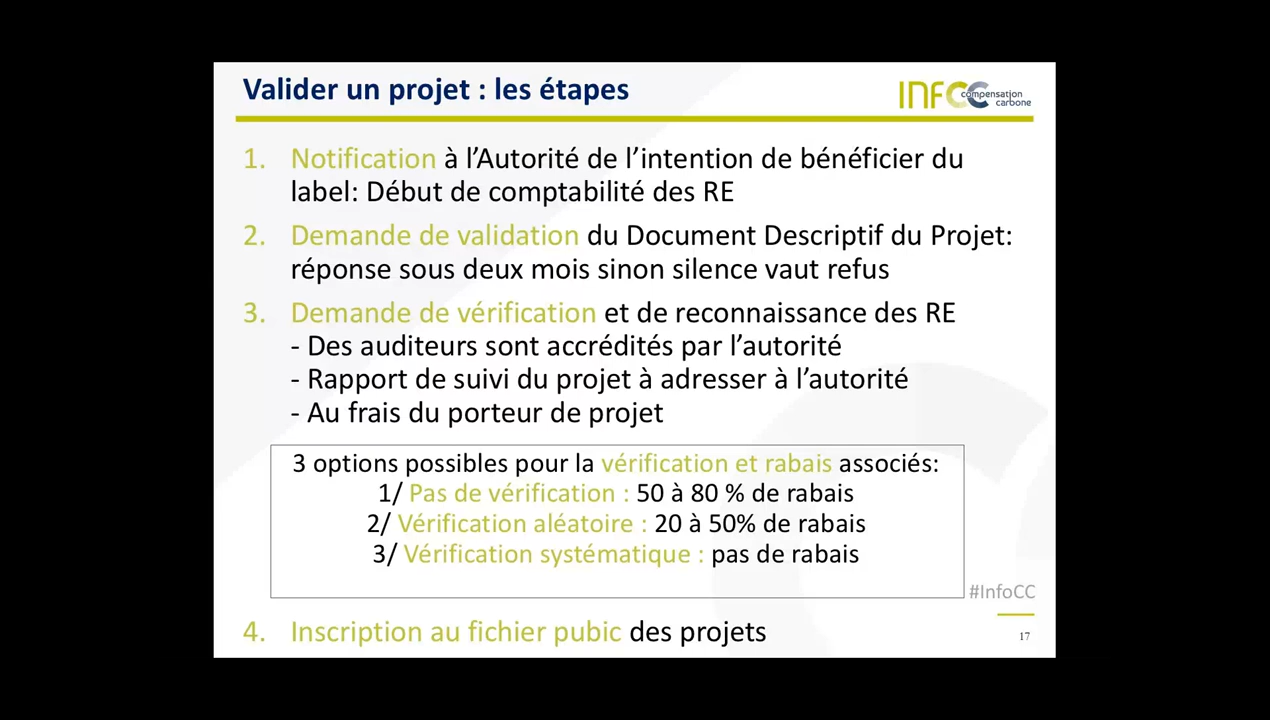 Valider un projet : les étapes
INFCC compensation
carbone
1. Notification à l’Autorité de l’intention de bénéficier du
label: Début de comptabilité des RE
2. Demande de validation du Document Descriptif du Projet:
réponse sous deux mois sinon silence vaut refus
3. Demande de vérification et de reconnaissance des RE
- Des auditeurs sont accrédités par l’autorité
- Rapport de suivi du projet à adresser à l’autorité
- Au frais du porteur de projet
3 options possibles pour la vérification et rabais associés:
1/ Pas de vérification : 50 à 80 % de rabais
2/ Vérification aléatoire : 20 à 50% de rabais
3/ Vérification systématique : pas de rabais
#InfoCC
4. Inscription au fichier pubic des projets
17